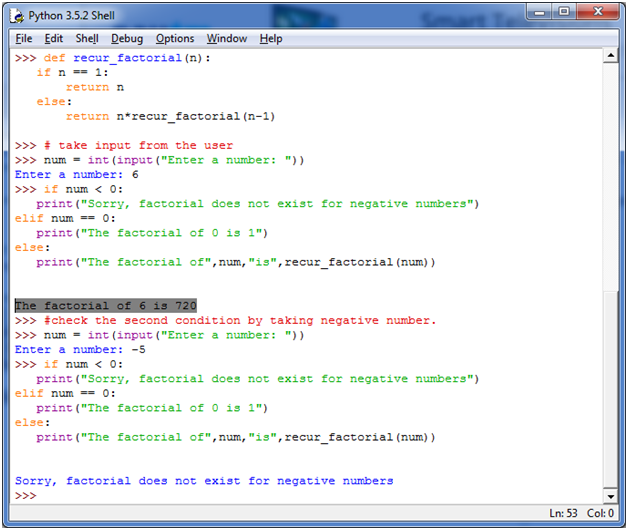 Python 3.5.2 Shell
File Edit Shell Debug Options Window Help
>>> def recur_factorial(n):
   if n == 1:
       return n
   else:
       return n*recur_factorial(n-1)
>>> # take input from the user
>>> num = int(input("Enter a number: "))
Enter a number: 6
>>> if num < 0:
   print("Sorry, factorial does not exist for negative numbers")
elif num == 0:
   print("The factorial of 0 is 1")
else:
   print("The factorial of",num,"is",recur_factorial(num))
The factorial of 6 is 720
>>> #check the second condition by taking negative number.
>>> num = int(input("Enter a number: "))
Enter a number: -5
>>> if num < 0:
   print("Sorry, factorial does not exist for negative numbers")
elif num == 0:
   print("The factorial of 0 is 1")
else:
   print("The factorial of",num,"is",recur_factorial(num))
Sorry, factorial does not exist for negative numbers
>>>
Ln: 53 Col: 0